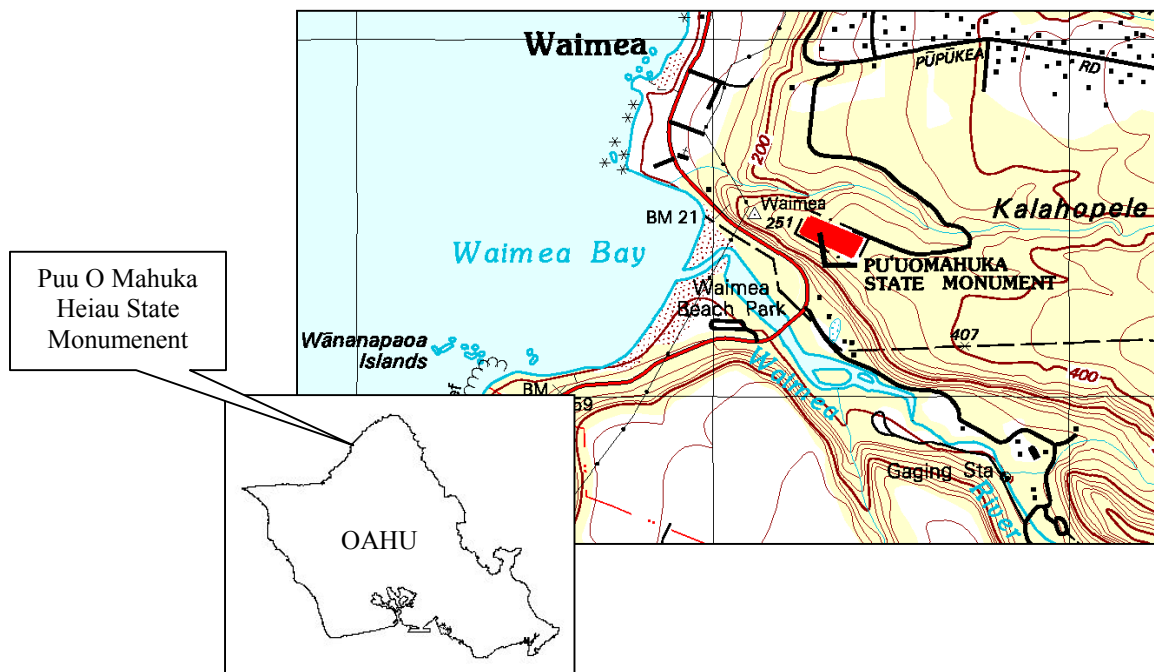 Waimea
PŪPŪKEA
RD
200
Waimea
251
Kalahopele
BM 21
Waimea Bay
PU'UOMAHUKA
STATE MONUMENT
Puu O Mahuka
Heiau State
Monumenent
Waimea
Beach Park
Wānanapaoa
Islands
407
400
BM
59
Waimea
River
Gaging Sta
OAHU